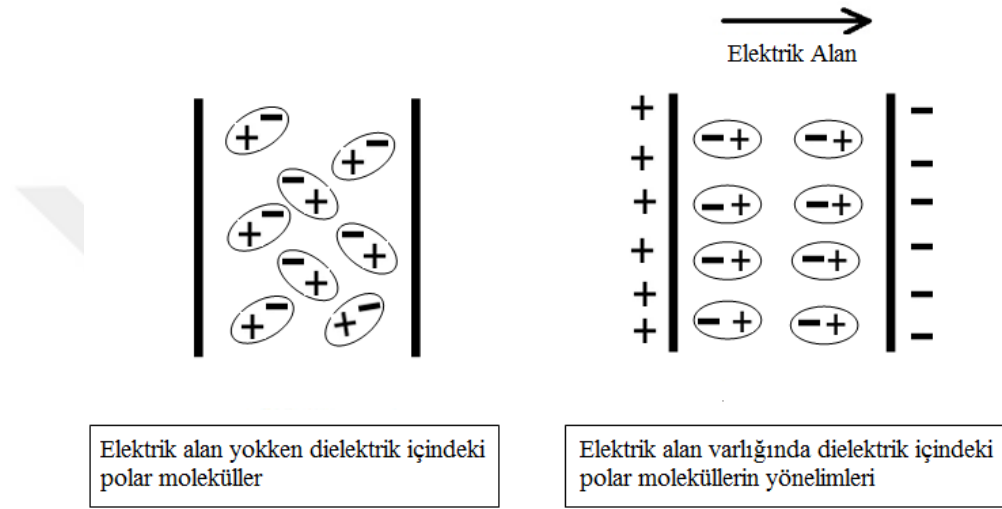 Elektrik Alan
Elektrik alan yokken dielektrik içindeki
polar moleküller
Elektrik alan varlığında dielektrik içindeki
polar moleküllerin yönelimleri